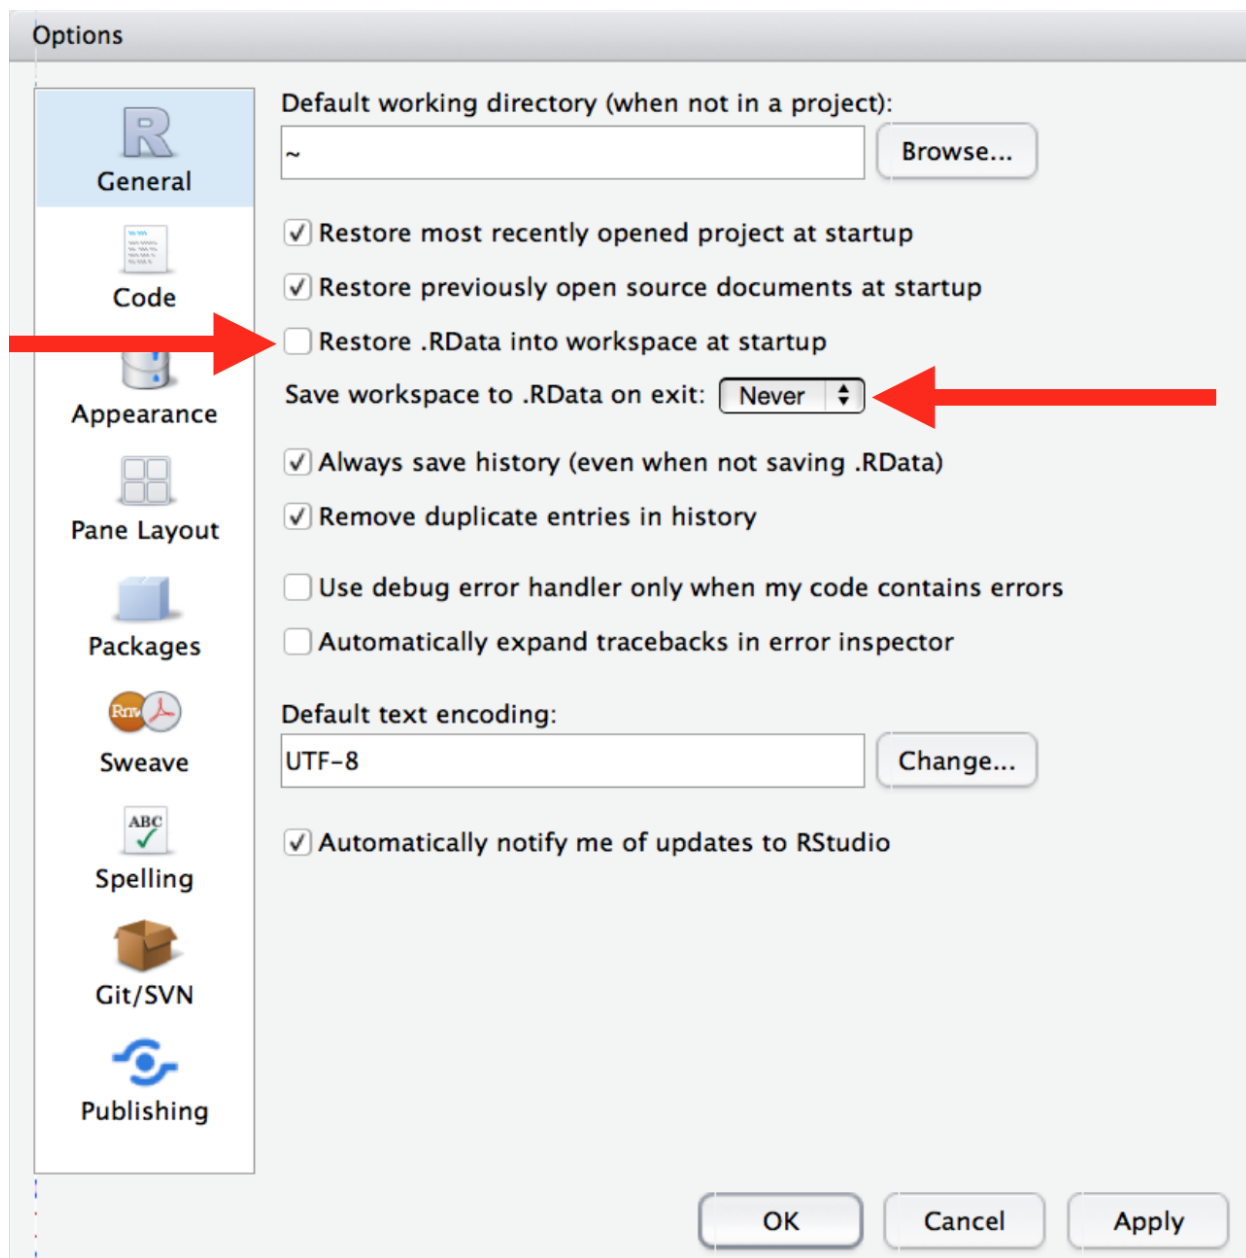 Options
General
Code
Appearance
Pane Layout
Packages
Rnw
Sweave
ABC
Spelling
Git/SVN
Publishing
Default working directory (when not in a project):
~
Browse...
Restore most recently opened project at startup
Restore previously open source documents at startup
Restore .RData into workspace at startup
Save workspace to .RData on exit: Never
Always save history (even when not saving .RData)
Remove duplicate entries in history
Use debug error handler only when my code contains errors
Automatically expand tracebacks in error inspector
Default text encoding:
UTF-8
Change...
Automatically notify me of updates to RStudio
OK Cancel Apply